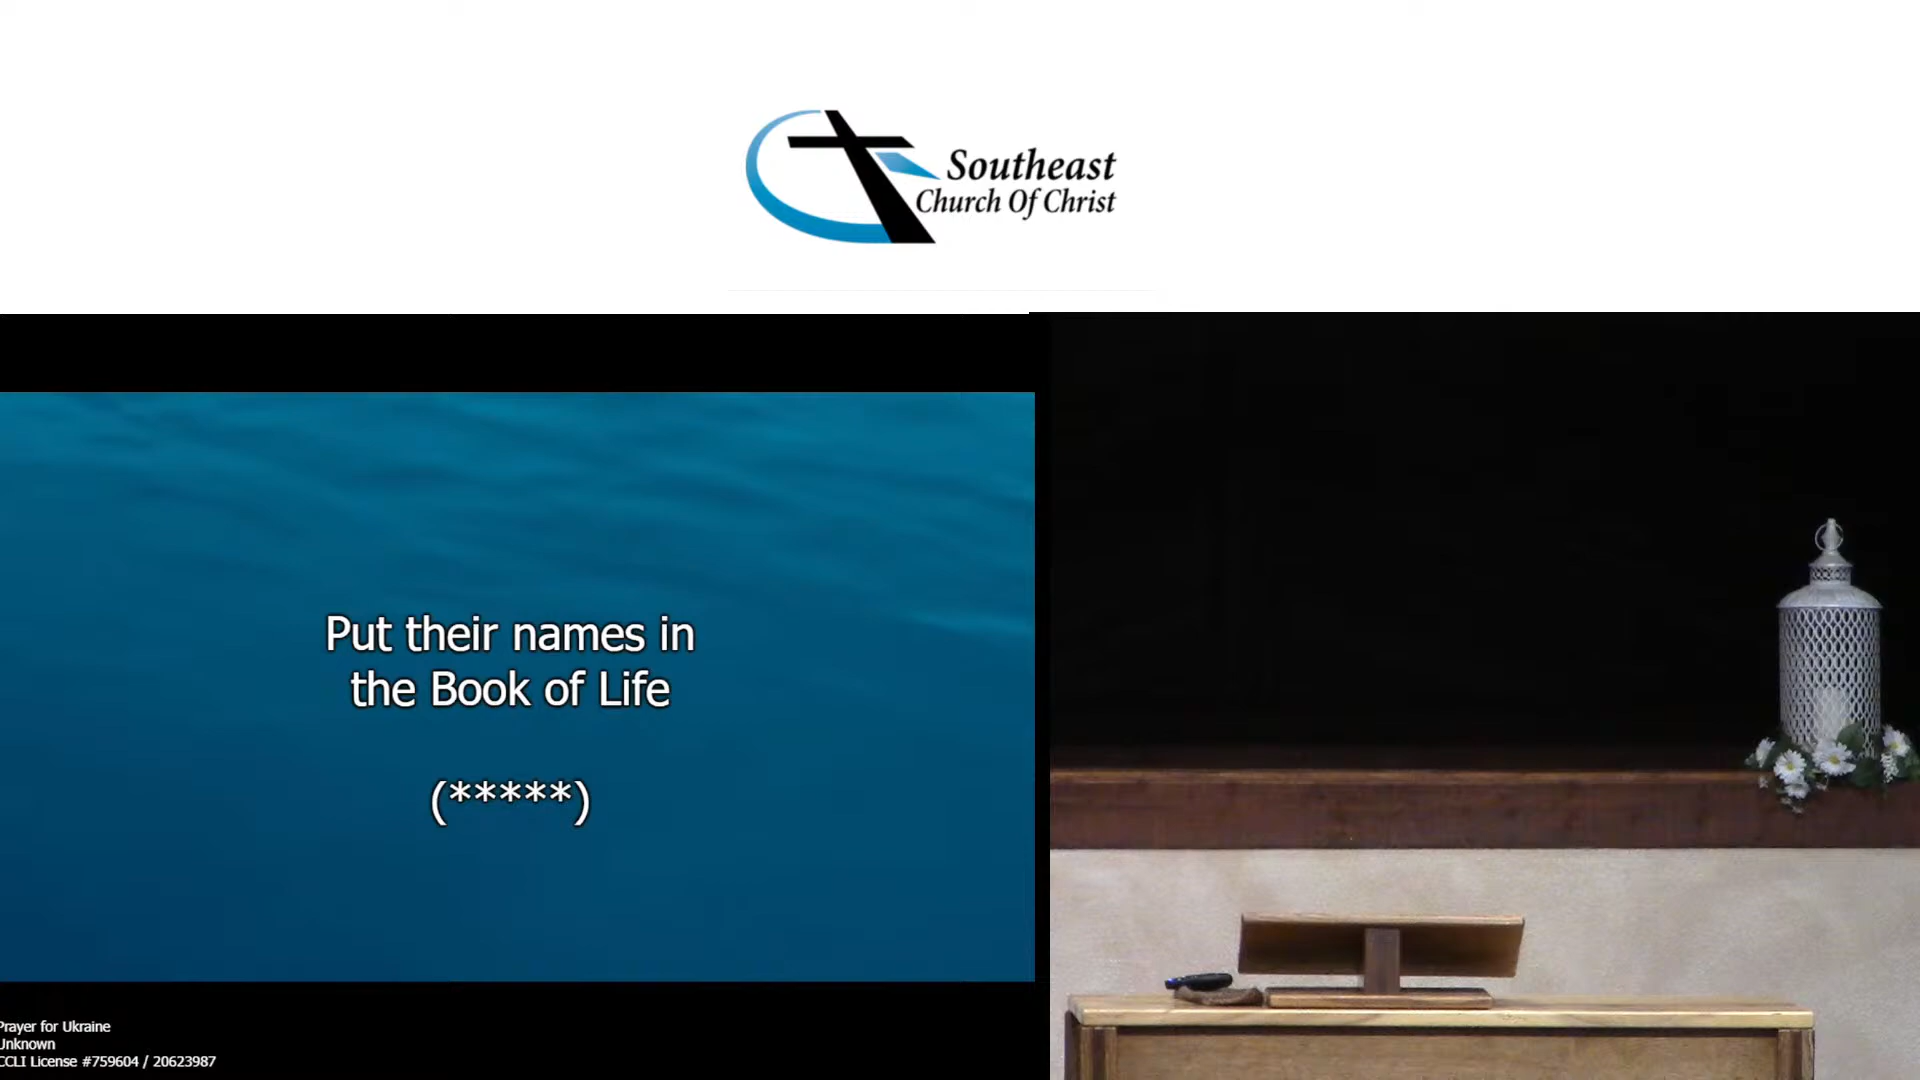 Southeast
Church Of Christ
Put their names in
the Book of Life
(*****)
Prayer for Ukraine
Unknown
CCLI License #759604 / 20623987